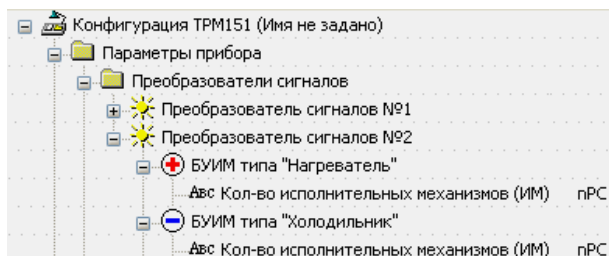 Конфигурация ТРМ151 (Имя не задано)
Параметры прибора
Преобразователи сигналов
Преобразователь сигналов №1
Преобразователь сигналов №2
БУИМ типа "Нагреватель"
Авс Кол-во исполнительных механизмов (ИМ) nPC
БУИМ типа "Холодильник"
Авс Кол-во исполнительных механизмов (ИМ) nPC